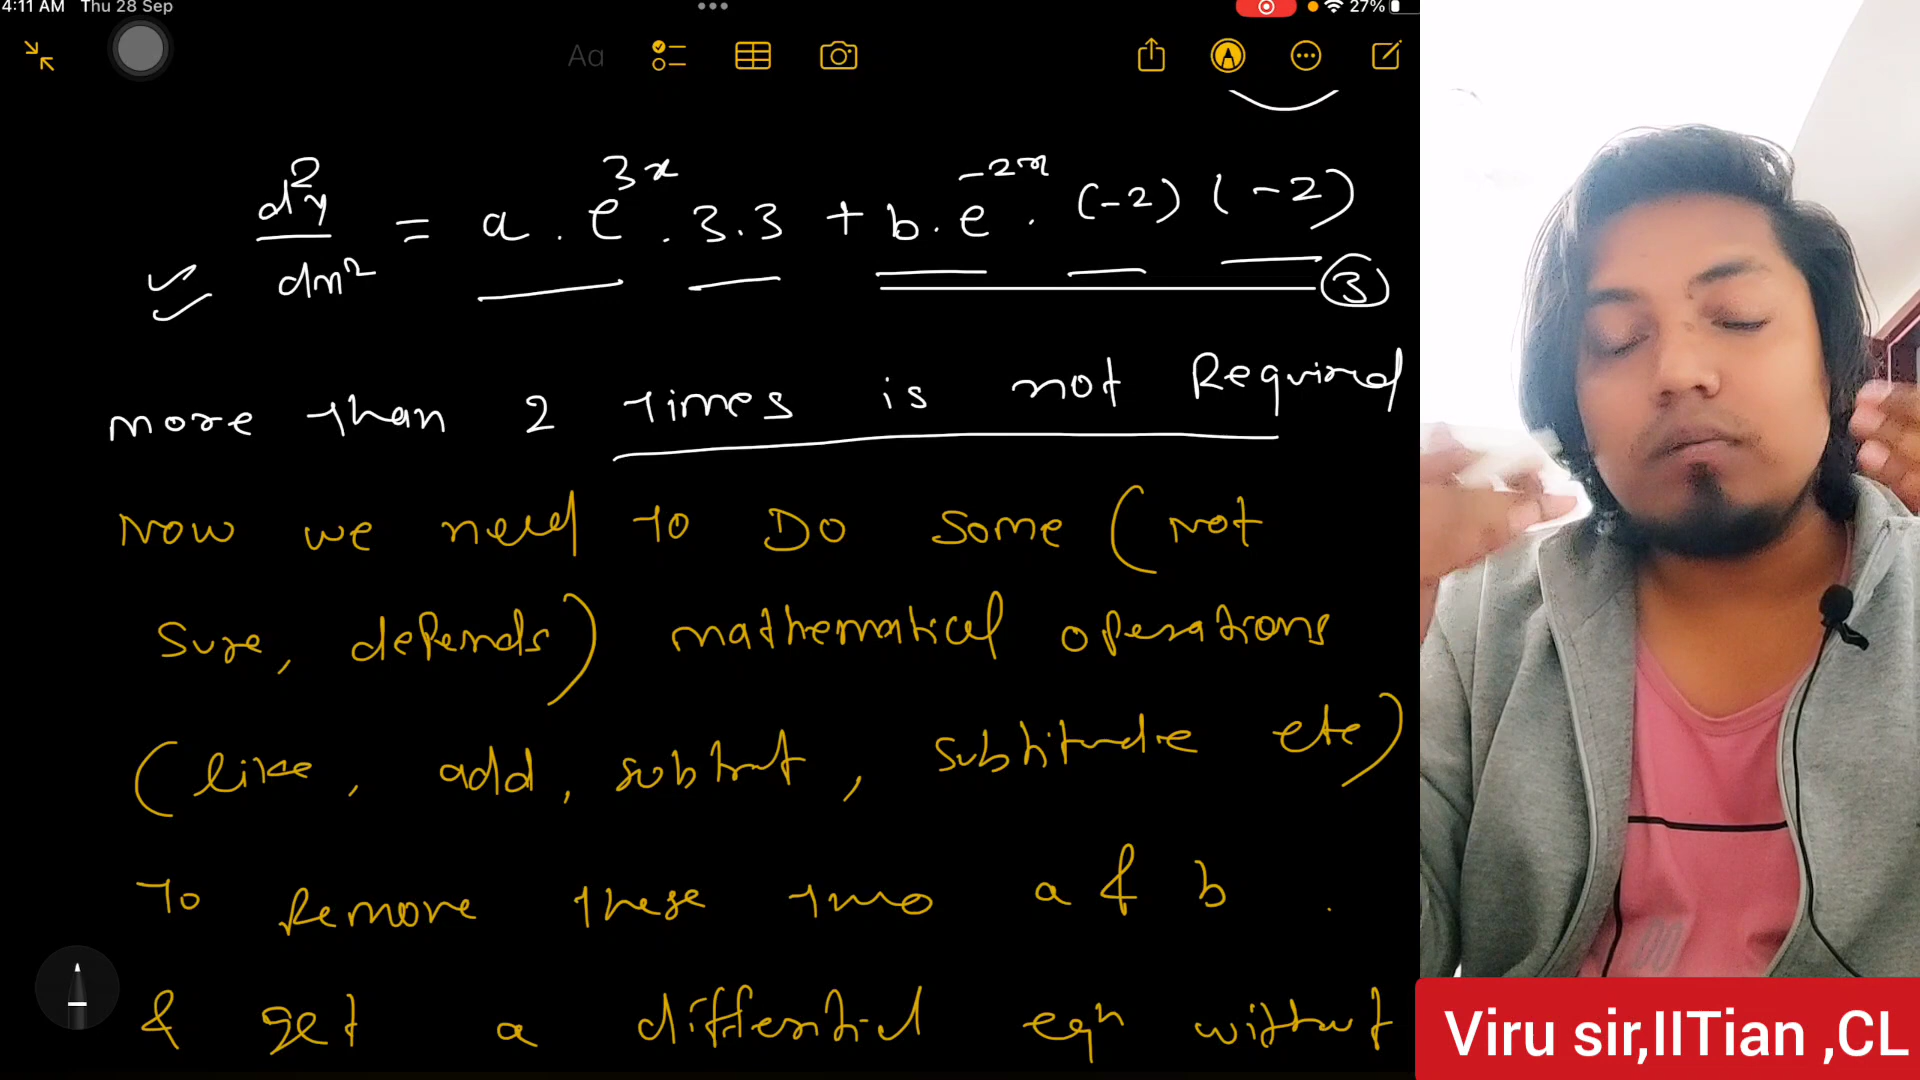 4:11 AM Thu 28 Sep
27%
Aa
d²y/dx² = a . e^3x . 3.3 + b . e^-2x . (-2) (-2)
3
more than 2 times is not Required
Now we need to Do some (not
sure, depends) mathematical operations
(like, add, subtrat, subtitude etc)
To Remove these two a & b .
& get a differential eqn without
Viru sir,IITian ,CL